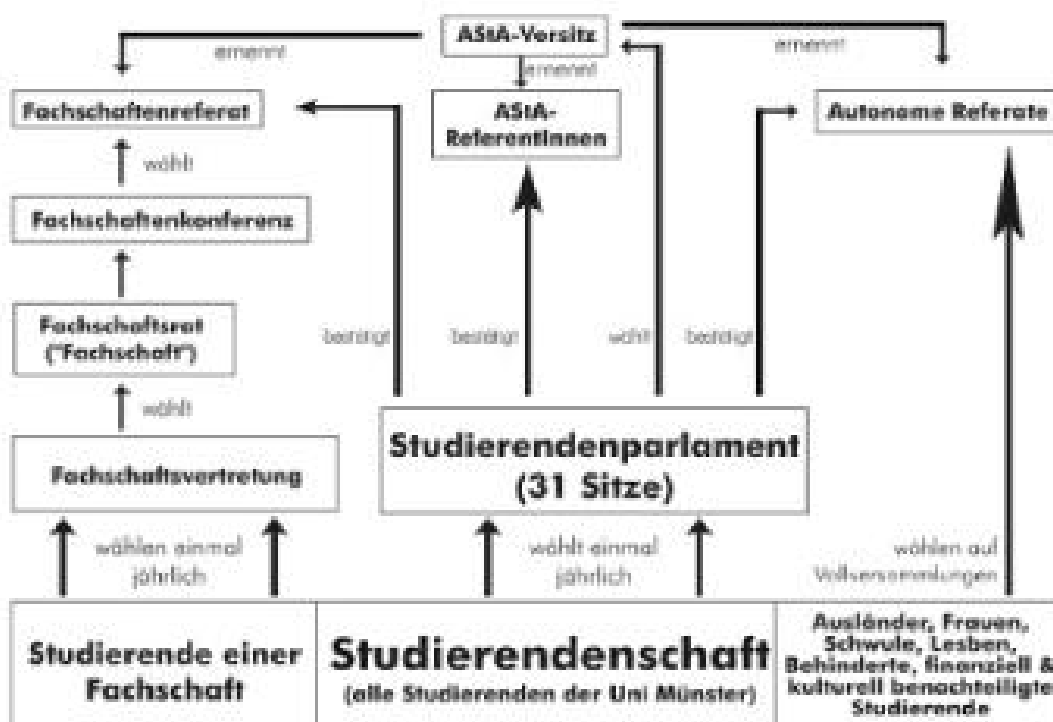 AStA-Vorsitz
ernennt
ernennt
ernennt
Fachschaftenreferat
AStA-
ReferentInnen
Autonome Referate
wählt
Fachschaftenkonferenz
Fachschaftsrat
("Fachschaft")
bestätigt
bestätigt
wählt
bestätigt
wählt
Fachschaftsvertretung
Studierendenparlament
(31 Sitze)
wählen einmal
jährlich
wählt einmal
jährlich
wählen auf
Vollversammlungen
Studierende einer
Fachschaft
Studierendenschaft
(alle Studierenden der Uni Münster)
Ausländer, Frauen,
Schwule, Lesben,
Behinderte, finanziell &
kulturell benachteiligte
Studierende